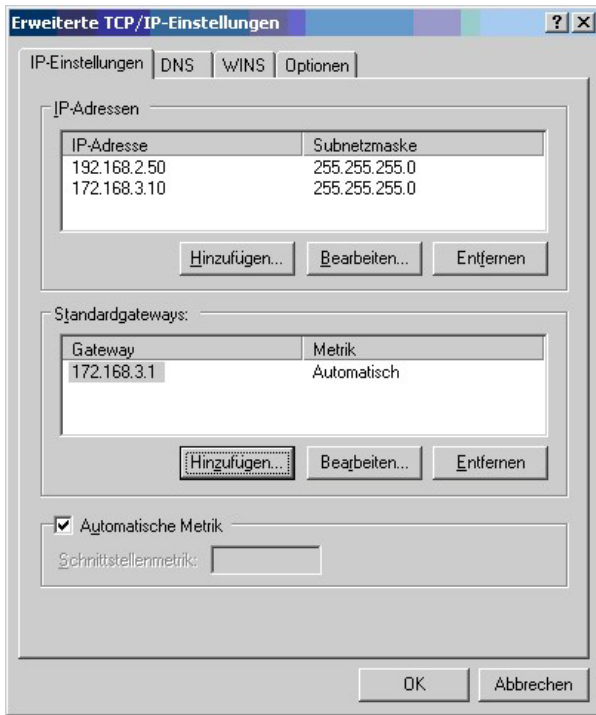 Erweiterte TCP/IP-Einstellungen
IP-Einstellungen DNS WINS Optionen
IP-Adressen
IP-Adresse Subnetzmaske
192.168.2.50 255.255.255.0
172.168.3.10 255.255.255.0
Hinzufügen... Bearbeiten... Entfernen
Standardgateways:
Gateway Metrik
172.168.3.1 Automatisch
Hinzufügen... Bearbeiten... Entfernen
Automatische Metrik
Schnittstellenmetrik:
OK Abbrechen